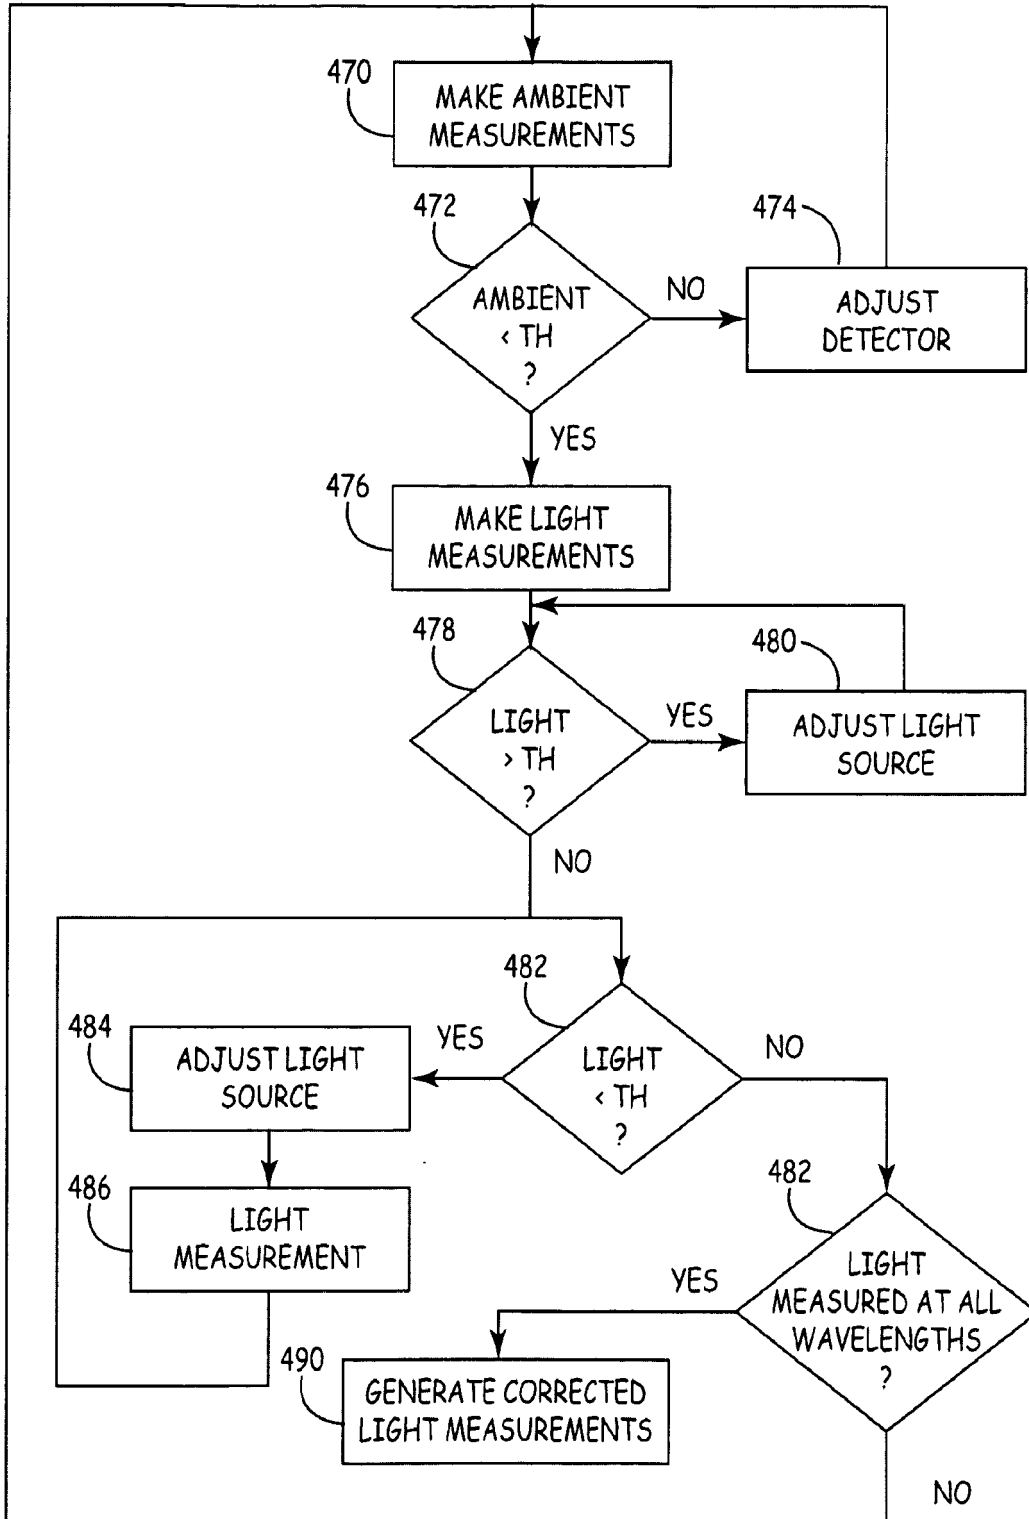 470
MAKE AMBIENT
MEASUREMENTS
472
AMBIENT
< TH
?
NO
474
ADJUST
DETECTOR
YES
476
MAKE LIGHT
MEASUREMENTS
478
LIGHT
> TH
?
YES
480
ADJUST LIGHT
SOURCE
NO
482
LIGHT
< TH
?
YES
484
ADJUST LIGHT
SOURCE
NO
486
LIGHT
MEASUREMENT
482
LIGHT
MEASURED AT ALL
WAVELENGTHS
?
YES
490
GENERATE CORRECTED
LIGHT MEASUREMENTS
NO